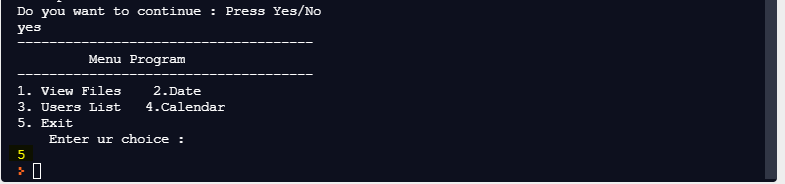 Do you want to continue : Press Yes/No
yes
-------------------------------------
Menu Program
-------------------------------------
1. View Files    2.Date
3. Users List   4.Calendar
5. Exit
Enter ur choice :
5